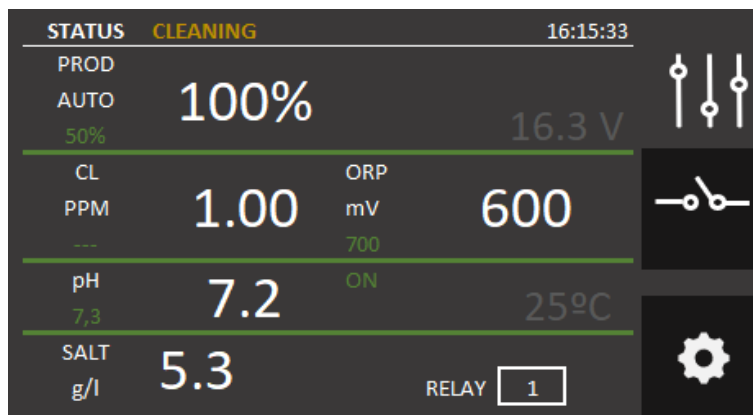 STATUS CLEANING 16:15:33
PROD
AUTO 100%
50% 16.3 V
CL ORP
PPM 1.00 mV 600
--- 700
pH 7.2 ON
7,3 25ºC
SALT 5.3
g/l RELAY 1